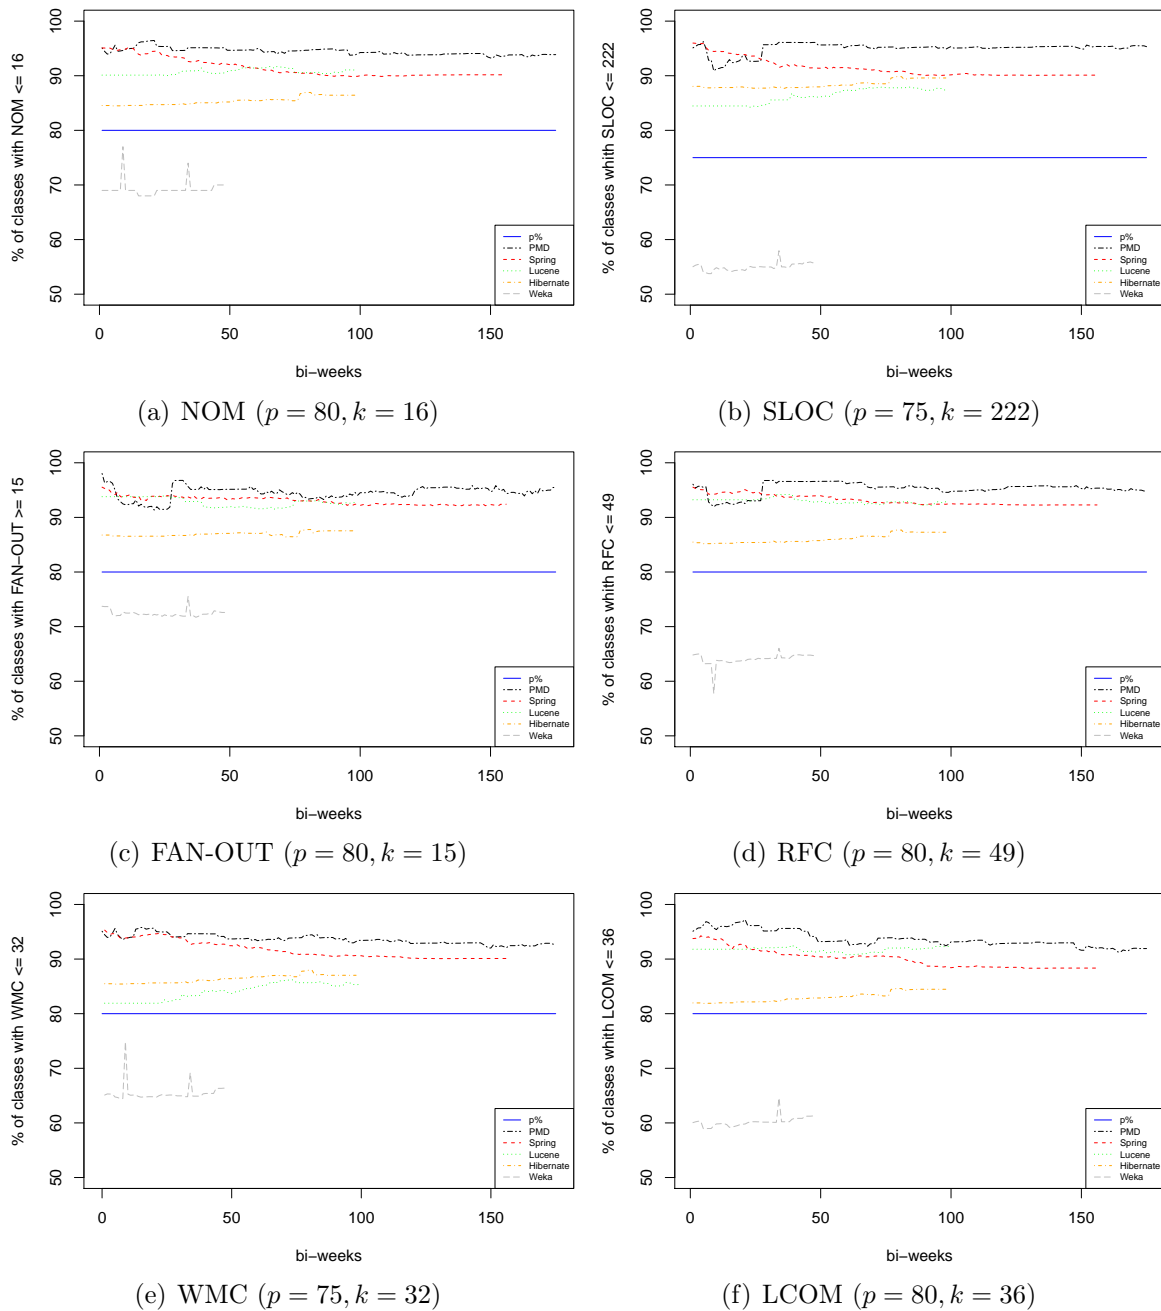 % of classes with NOM <= 16
100
90
80
70
60
50
p%
PMD
Spring
Lucene
Hibernate
Weka
0 50 100 150
bi−weeks
(a) NOM (p = 80, k = 16)
% of classes whith SLOC <= 222
100
90
80
70
60
50
p%
PMD
Spring
Lucene
Hibernate
Weka
0 50 100 150
bi−weeks
(b) SLOC (p = 75, k = 222)
% of classes with FAN−OUT >= 15
100
90
80
70
60
50
p%
PMD
Spring
Lucene
Hibernate
Weka
0 50 100 150
bi−weeks
(c) FAN-OUT (p = 80, k = 15)
% of classes whith RFC <= 49
100
90
80
70
60
50
p%
PMD
Spring
Lucene
Hibernate
Weka
0 50 100 150
bi−weeks
(d) RFC (p = 80, k = 49)
% of classes with WMC <= 32
100
90
80
70
60
50
p%
PMD
Spring
Lucene
Hibernate
Weka
0 50 100 150
bi−weeks
(e) WMC (p = 75, k = 32)
% of classes whith LCOM <= 36
100
90
80
70
60
50
p%
PMD
Spring
Lucene
Hibernate
Weka
0 50 100 150
bi−weeks
(f) LCOM (p = 80, k = 36)